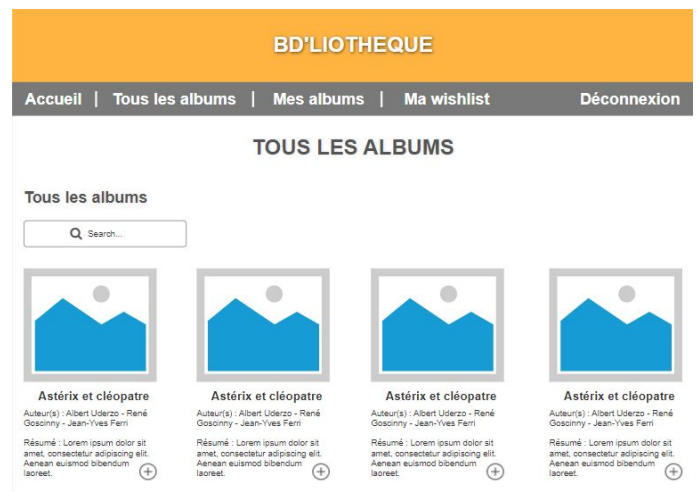 BD'LIOTHEQUE
Accueil | Tous les albums | Mes albums | Ma wishlist Déconnexion
TOUS LES ALBUMS
Tous les albums
Search...
Astérix et cléopatre
Auteur(s) : Albert Uderzo - René
Goscinny - Jean-Yves Ferri
Résumé : Lorem ipsum dolor sit
amet, consectetur adipiscing elit.
Aenean euismod bibendum
laoreet.
Astérix et cléopatre
Auteur(s) : Albert Uderzo - René
Goscinny - Jean-Yves Ferri
Résumé : Lorem ipsum dolor sit
amet, consectetur adipiscing elit.
Aenean euismod bibendum
laoreet.
Astérix et cléopatre
Auteur(s) : Albert Uderzo - René
Goscinny - Jean-Yves Ferri
Résumé : Lorem ipsum dolor sit
amet, consectetur adipiscing elit.
Aenean euismod bibendum
laoreet.
Astérix et cléopatre
Auteur(s) : Albert Uderzo - René
Goscinny - Jean-Yves Ferri
Résumé : Lorem ipsum dolor sit
amet, consectetur adipiscing elit.
Aenean euismod bibendum
laoreet.